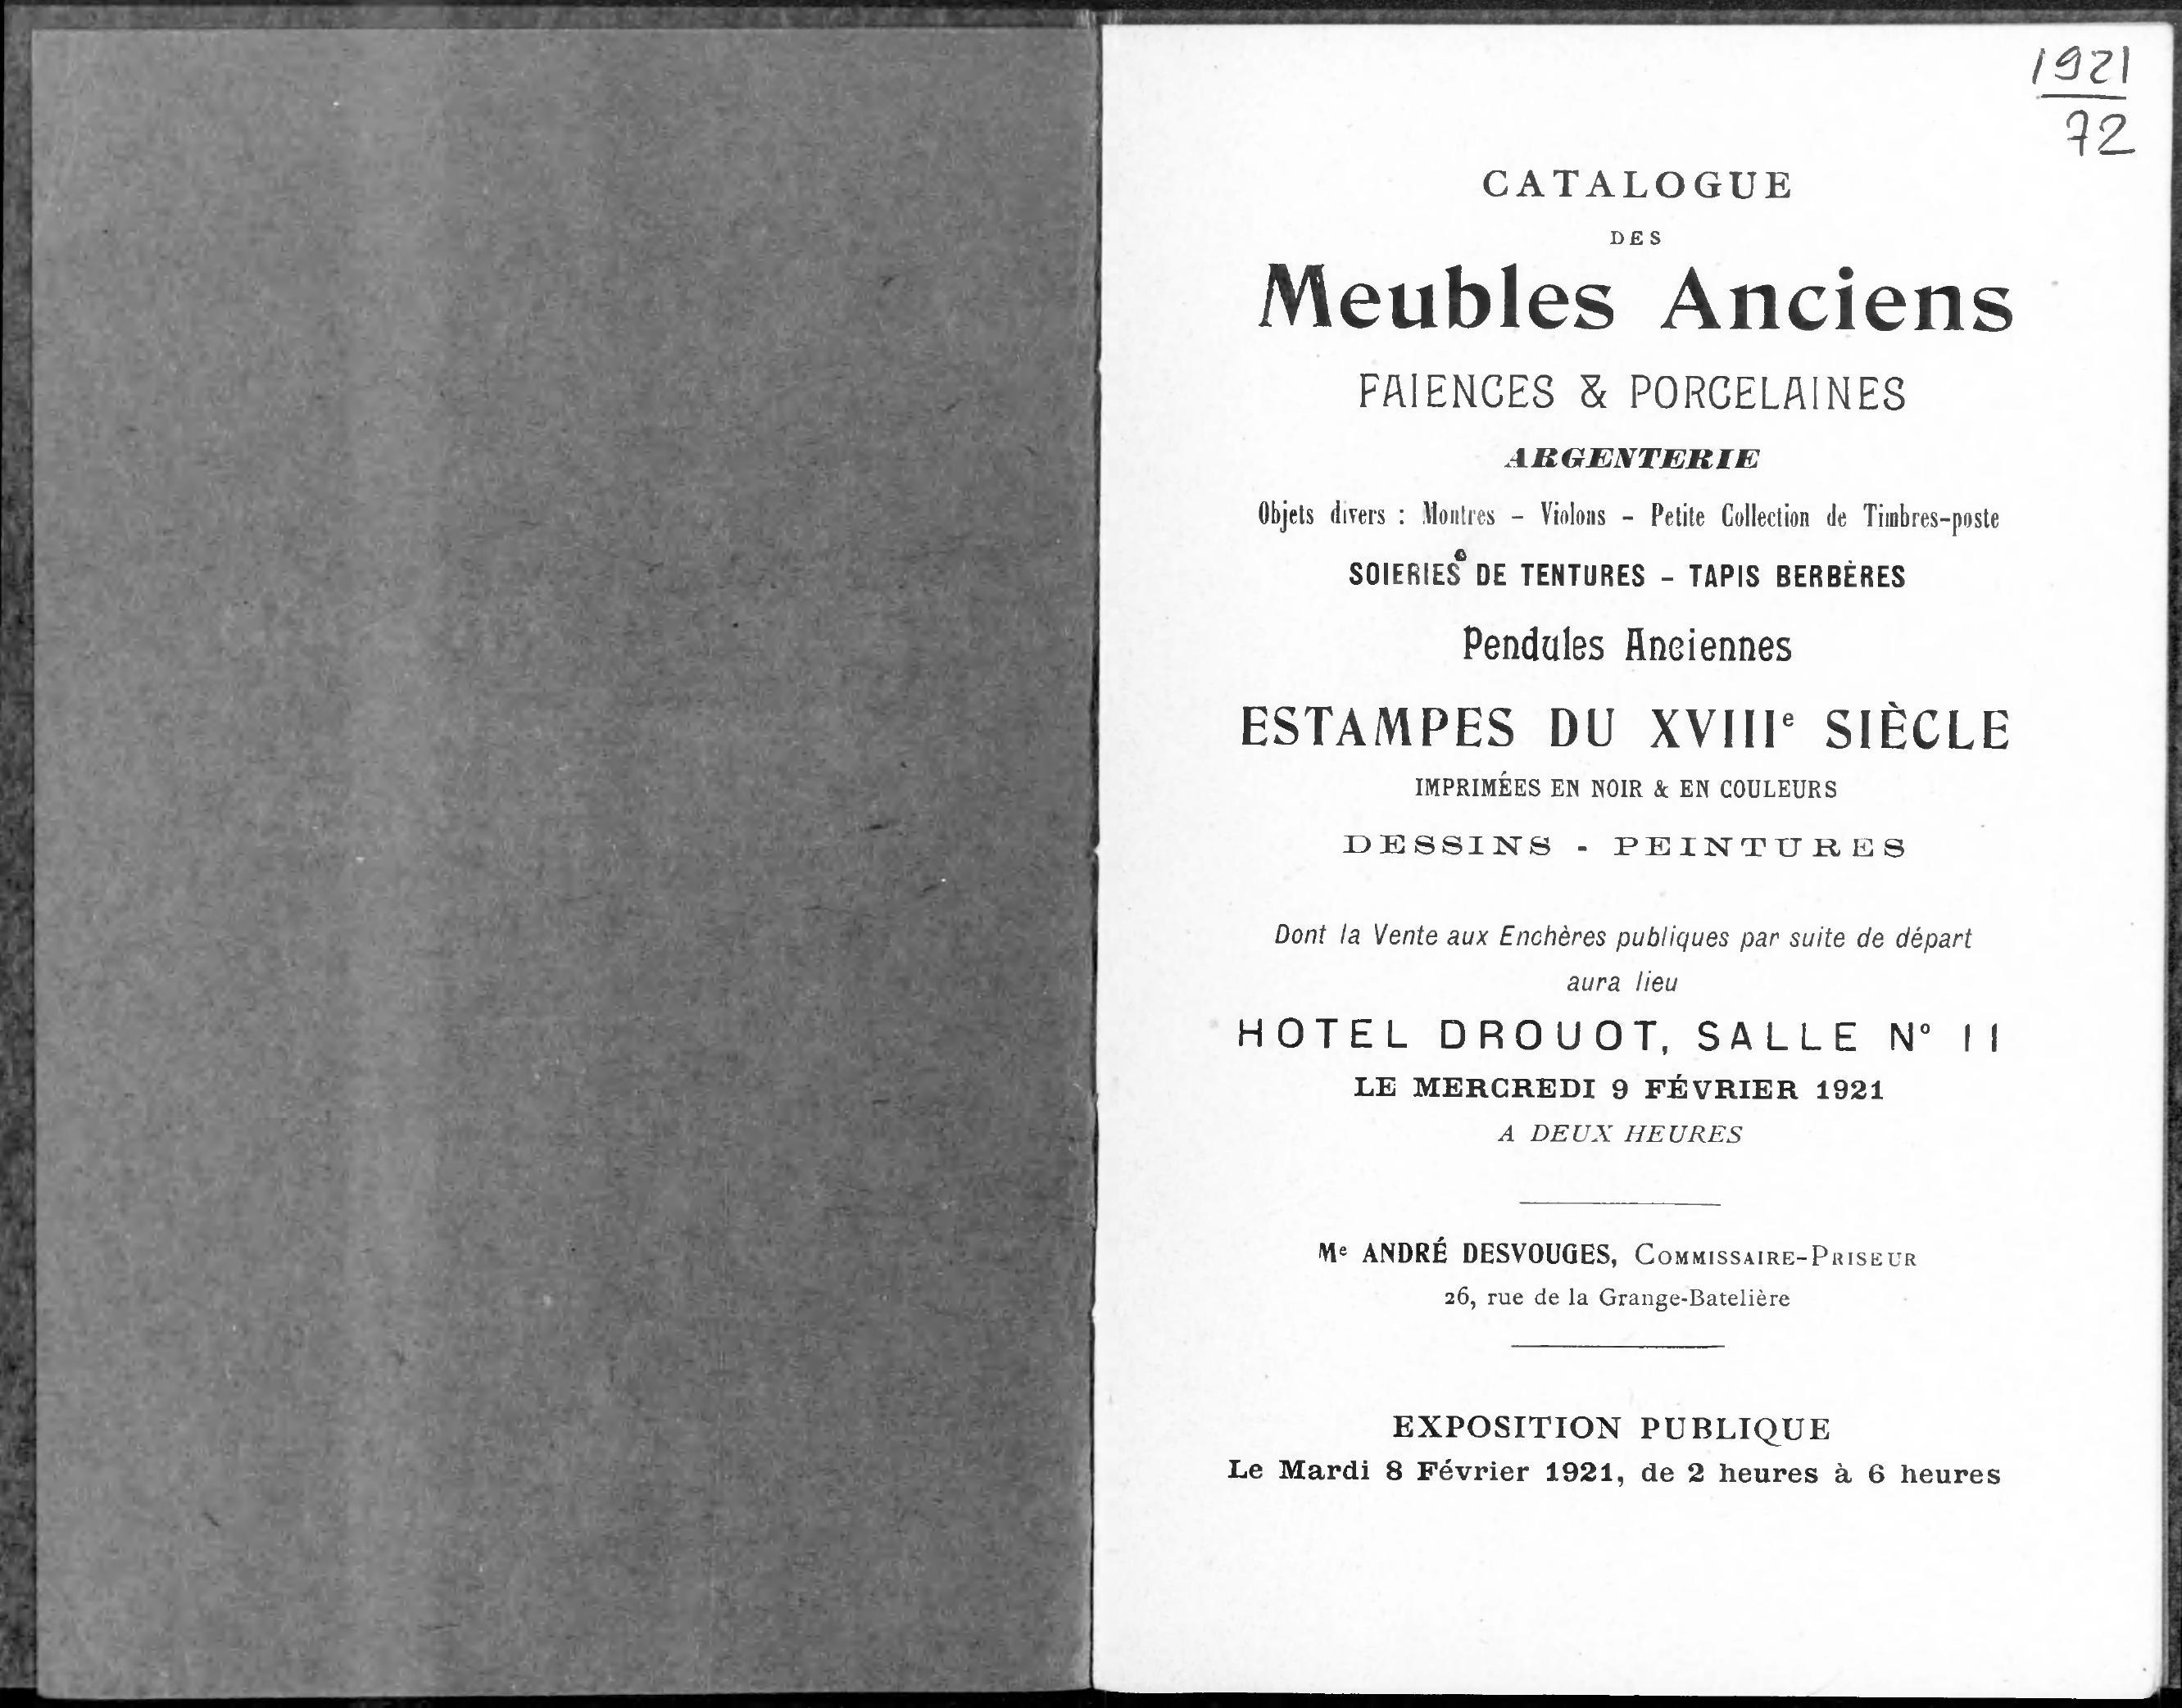 1921
72
CATALOGUE
DES
Meubles Anciens
FAIENCES & PORCELAINES
ARGENTERIE
Objets divers : Montres - Violons - Petite Collection de Timbres-poste
SOIERIES DE TENTURES - TAPIS BERBÈRES
Pendules Anciennes
ESTAMPES DU XVIIIe SIÈCLE
IMPRIMÉES EN NOIR & EN COULEURS
DESSINS - PEINTURES
Dont la Vente aux Enchères publiques par suite de départ
aura lieu
HOTEL DROUOT, SALLE N° 11
LE MERCREDI 9 FÉVRIER 1921
A DEUX HEURES
Me ANDRÉ DESVOUGES, COMMISSAIRE-PRISEUR
26, rue de la Grange-Batelière
EXPOSITION PUBLIQUE
Le Mardi 8 Février 1921, de 2 heures à 6 heures